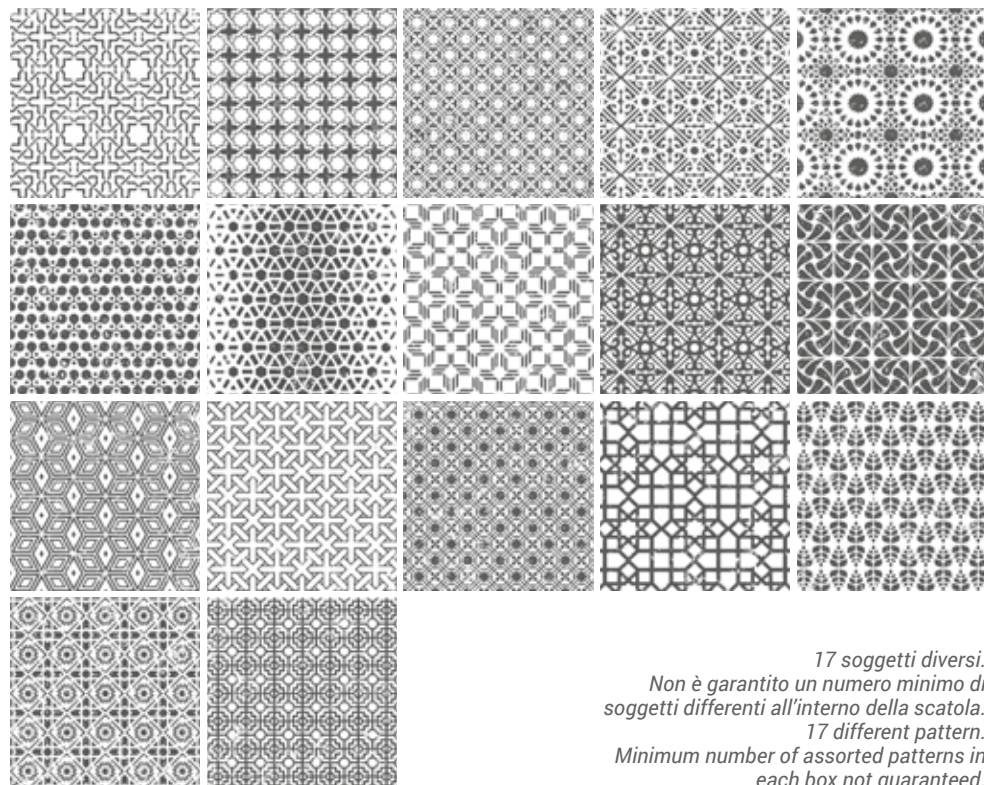 17 soggetti diversi.
Non è garantito un numero minimo di
soggetti differenti all'interno della scatola.
17 different pattern.
Minimum number of assorted patterns in
each box not guaranteed.